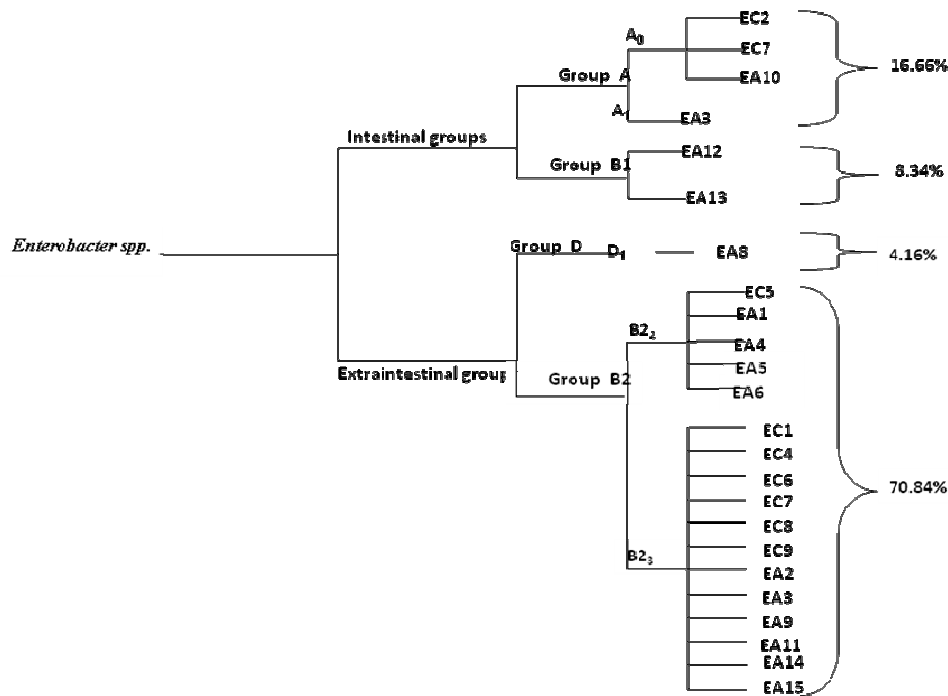 EC2
A0
EC7
16.66%
Group A
EA10
A1
EA3
Intestinal groups
EA12
Group B1
8.34%
EA13
Enterobacter spp.
Group D
D1
EA8
4.16%
EC5
EA1
B2₂
EA4
EA5
Extraintestinal group
Group B2
EA6
EC1
EC4
EC6
70.84%
EC7
EC8
EC9
B2₃
EA2
EA3
EA9
EA11
EA14
EA15